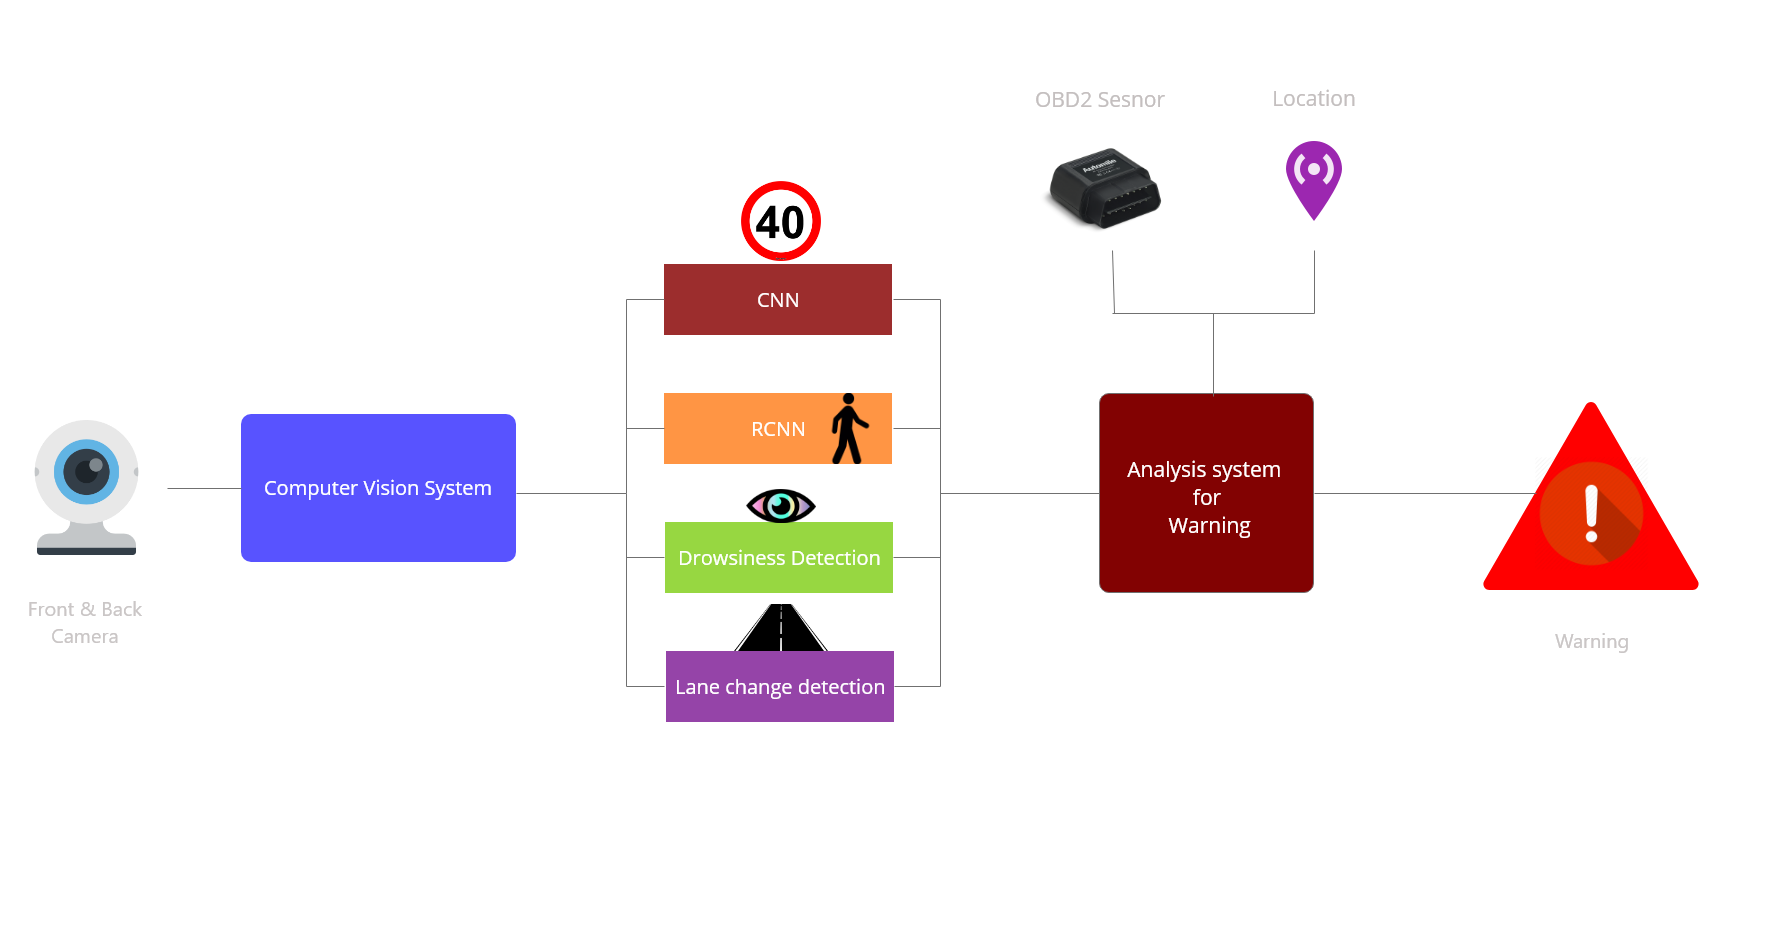 OBD2 Sesnor
Location
Automile
40
CNN
RCNN
Computer Vision System
Analysis system
for
Warning
Drowsiness Detection
Front & Back
Camera
Warning
Lane change detection